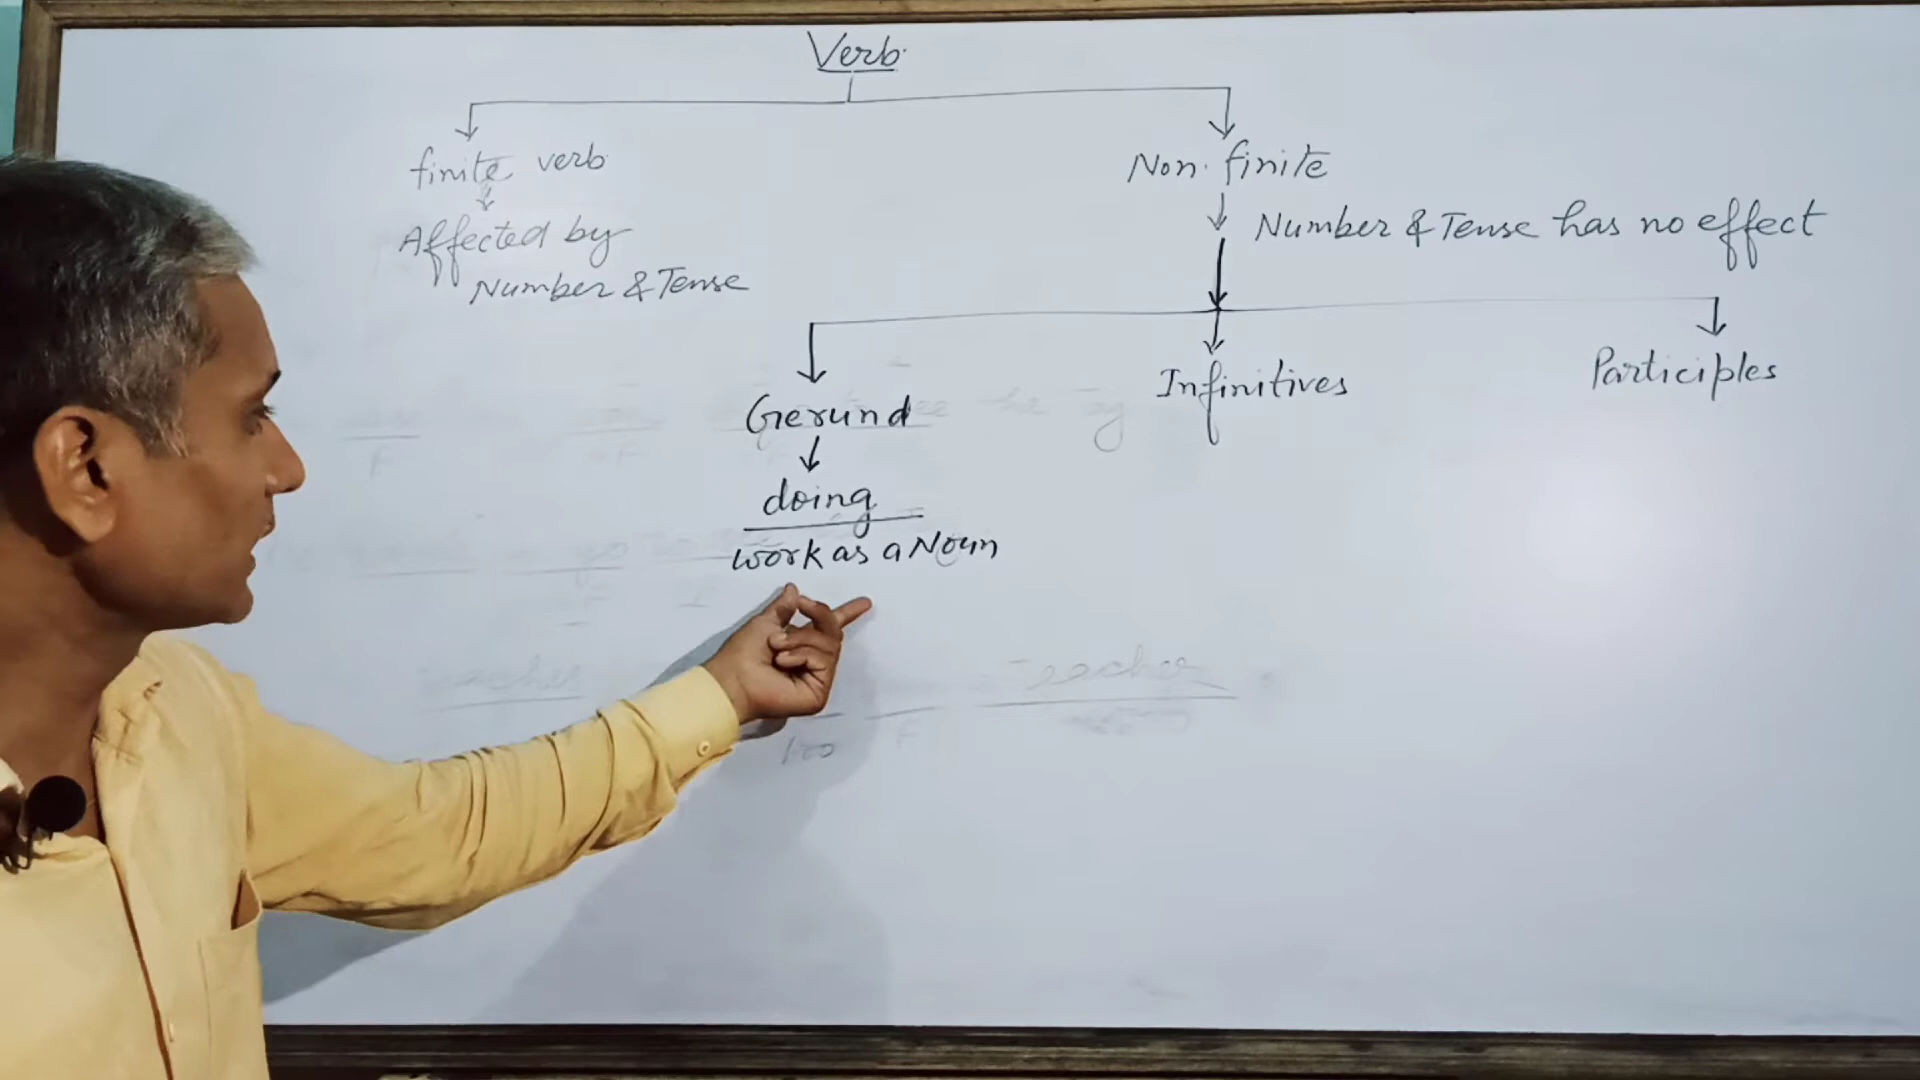 Verb
finite verb
Non.finite
Affected by
Number & Tense
Number & Tense has no effect
Gerund
Infinitives
Participles
doing
work as a Noun